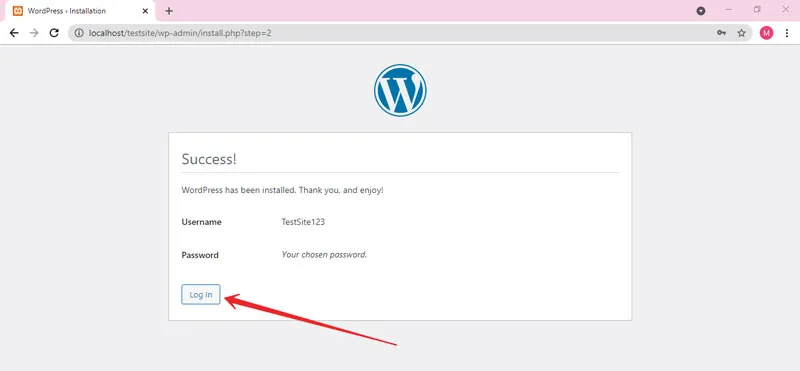 WordPress › Installation
localhost/testsite/wp-admin/install.php?step=2
M
Success!
WordPress has been installed. Thank you, and enjoy!
Username TestSite123
Password Your chosen password.
Log In